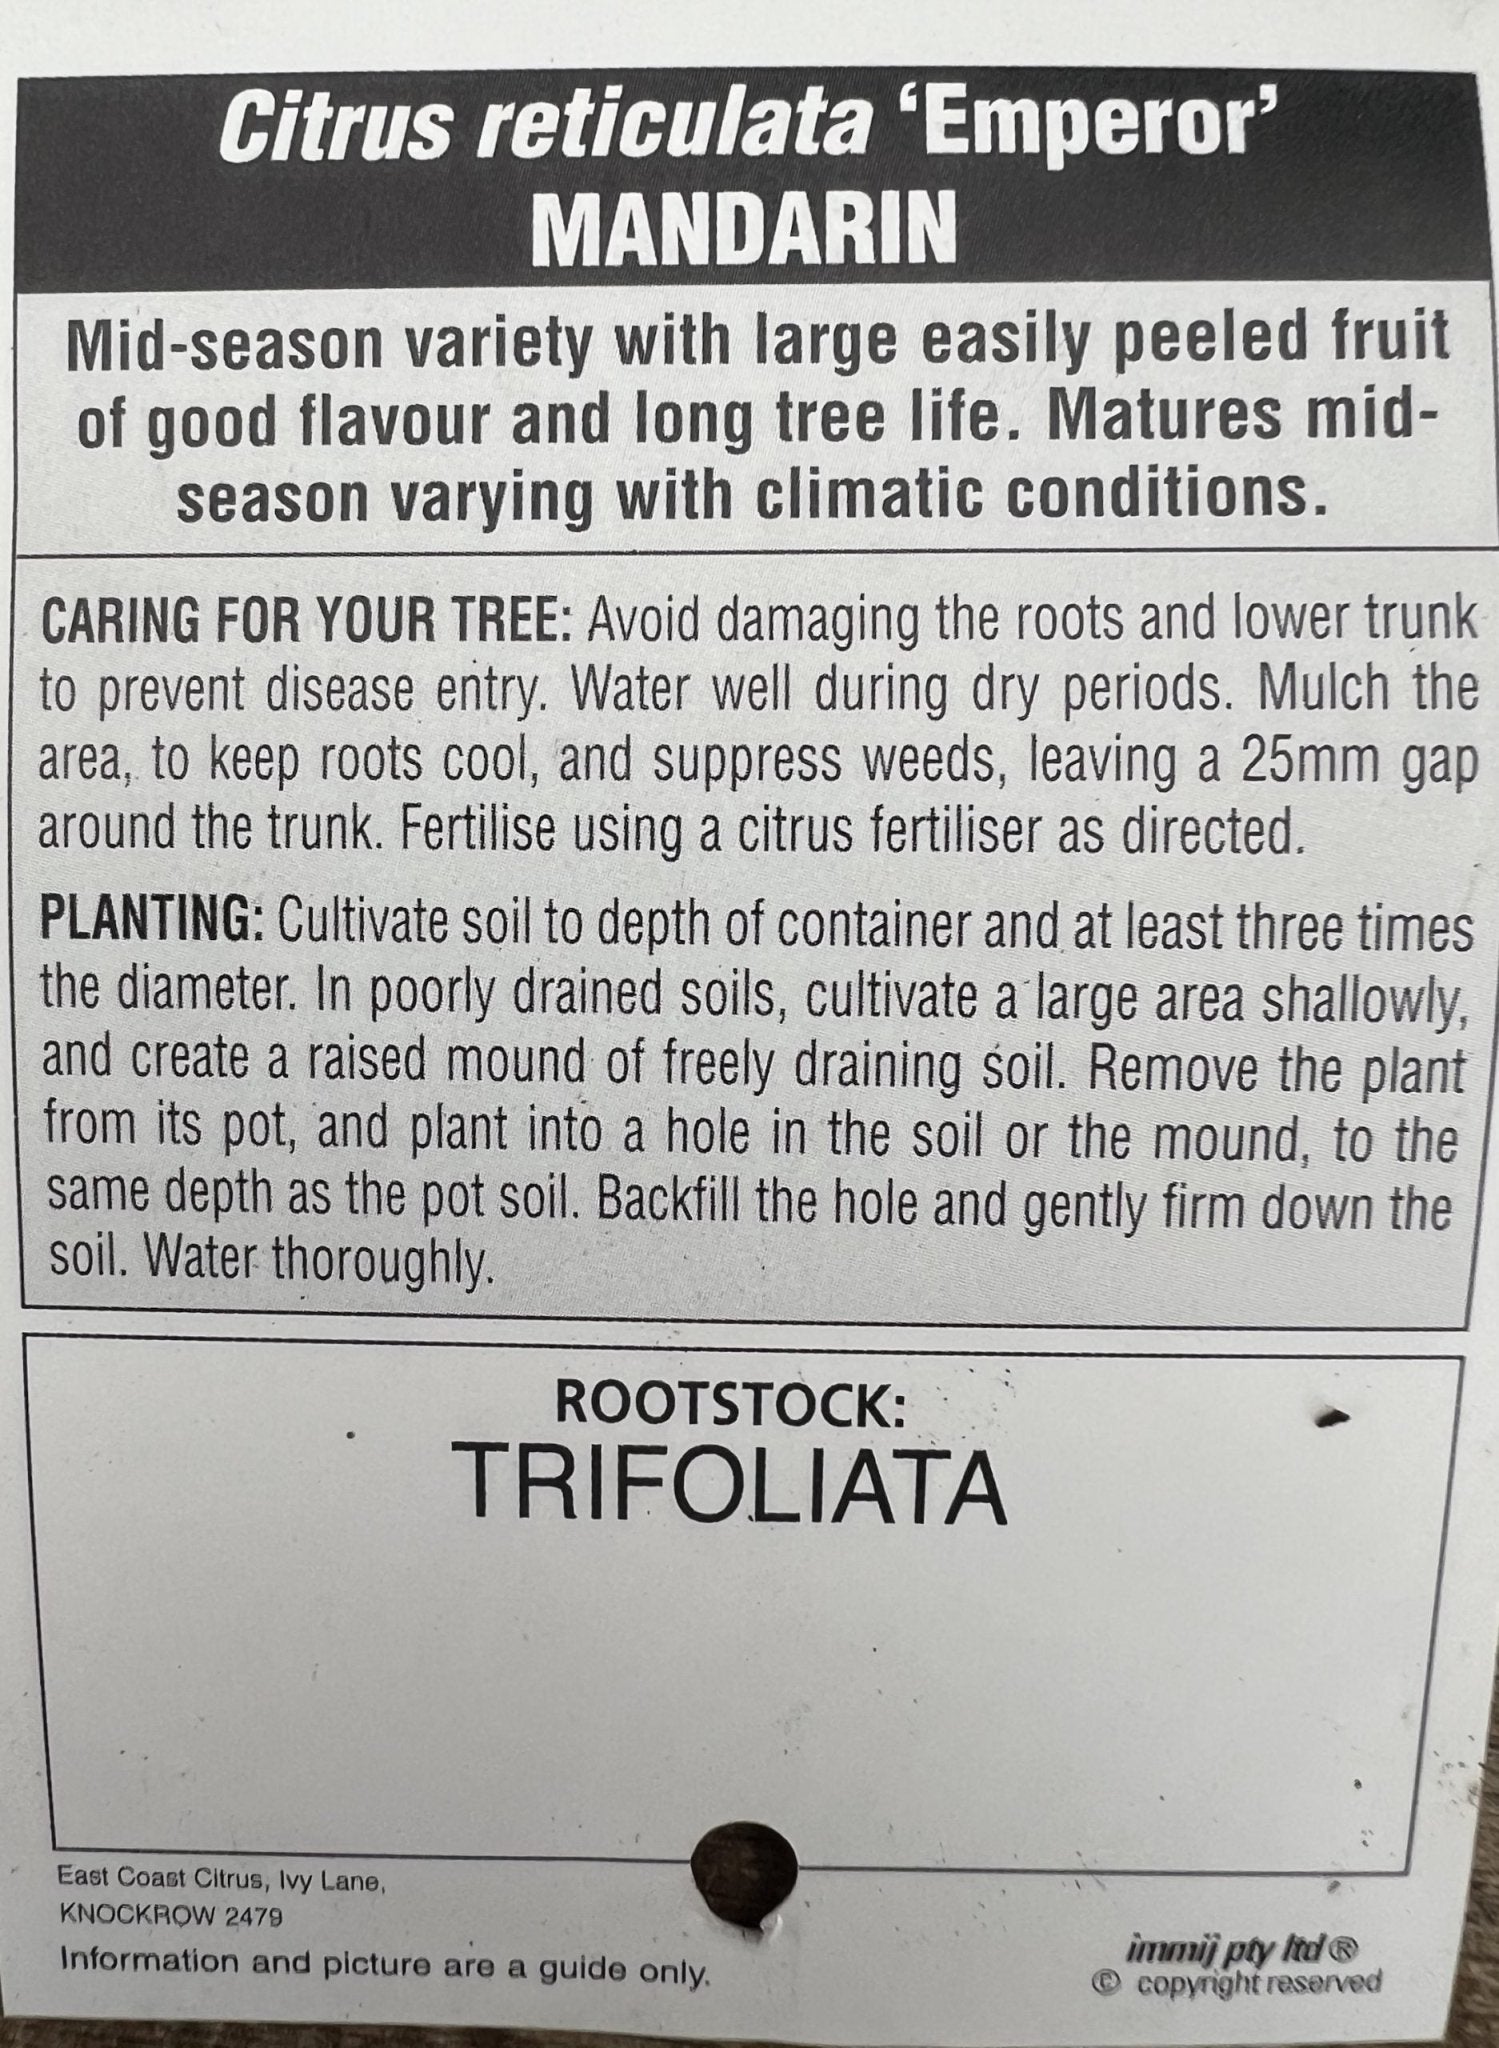 Citrus reticulata ‘Emperor’
MANDARIN
Mid-season variety with large easily peeled fruit
of good flavour and long tree life. Matures mid-
season varying with climatic conditions.
CARING FOR YOUR TREE: Avoid damaging the roots and lower trunk
to prevent disease entry. Water well during dry periods. Mulch the
area, to keep roots cool, and suppress weeds, leaving a 25mm gap
around the trunk. Fertilise using a citrus fertiliser as directed.
PLANTING: Cultivate soil to depth of container and at least three times
the diameter. In poorly drained soils, cultivate a large area shallowly,
and create a raised mound of freely draining soil. Remove the plant
from its pot, and plant into a hole in the soil or the mound, to the
same depth as the pot soil. Backfill the hole and gently firm down the
soil. Water thoroughly.
ROOTSTOCK:
TRIFOLIATA
East Coast Citrus, Ivy Lane,
KNOCKROW 2479
Information and picture are a guide only.
immij pty ltd ®
© copyright reserved